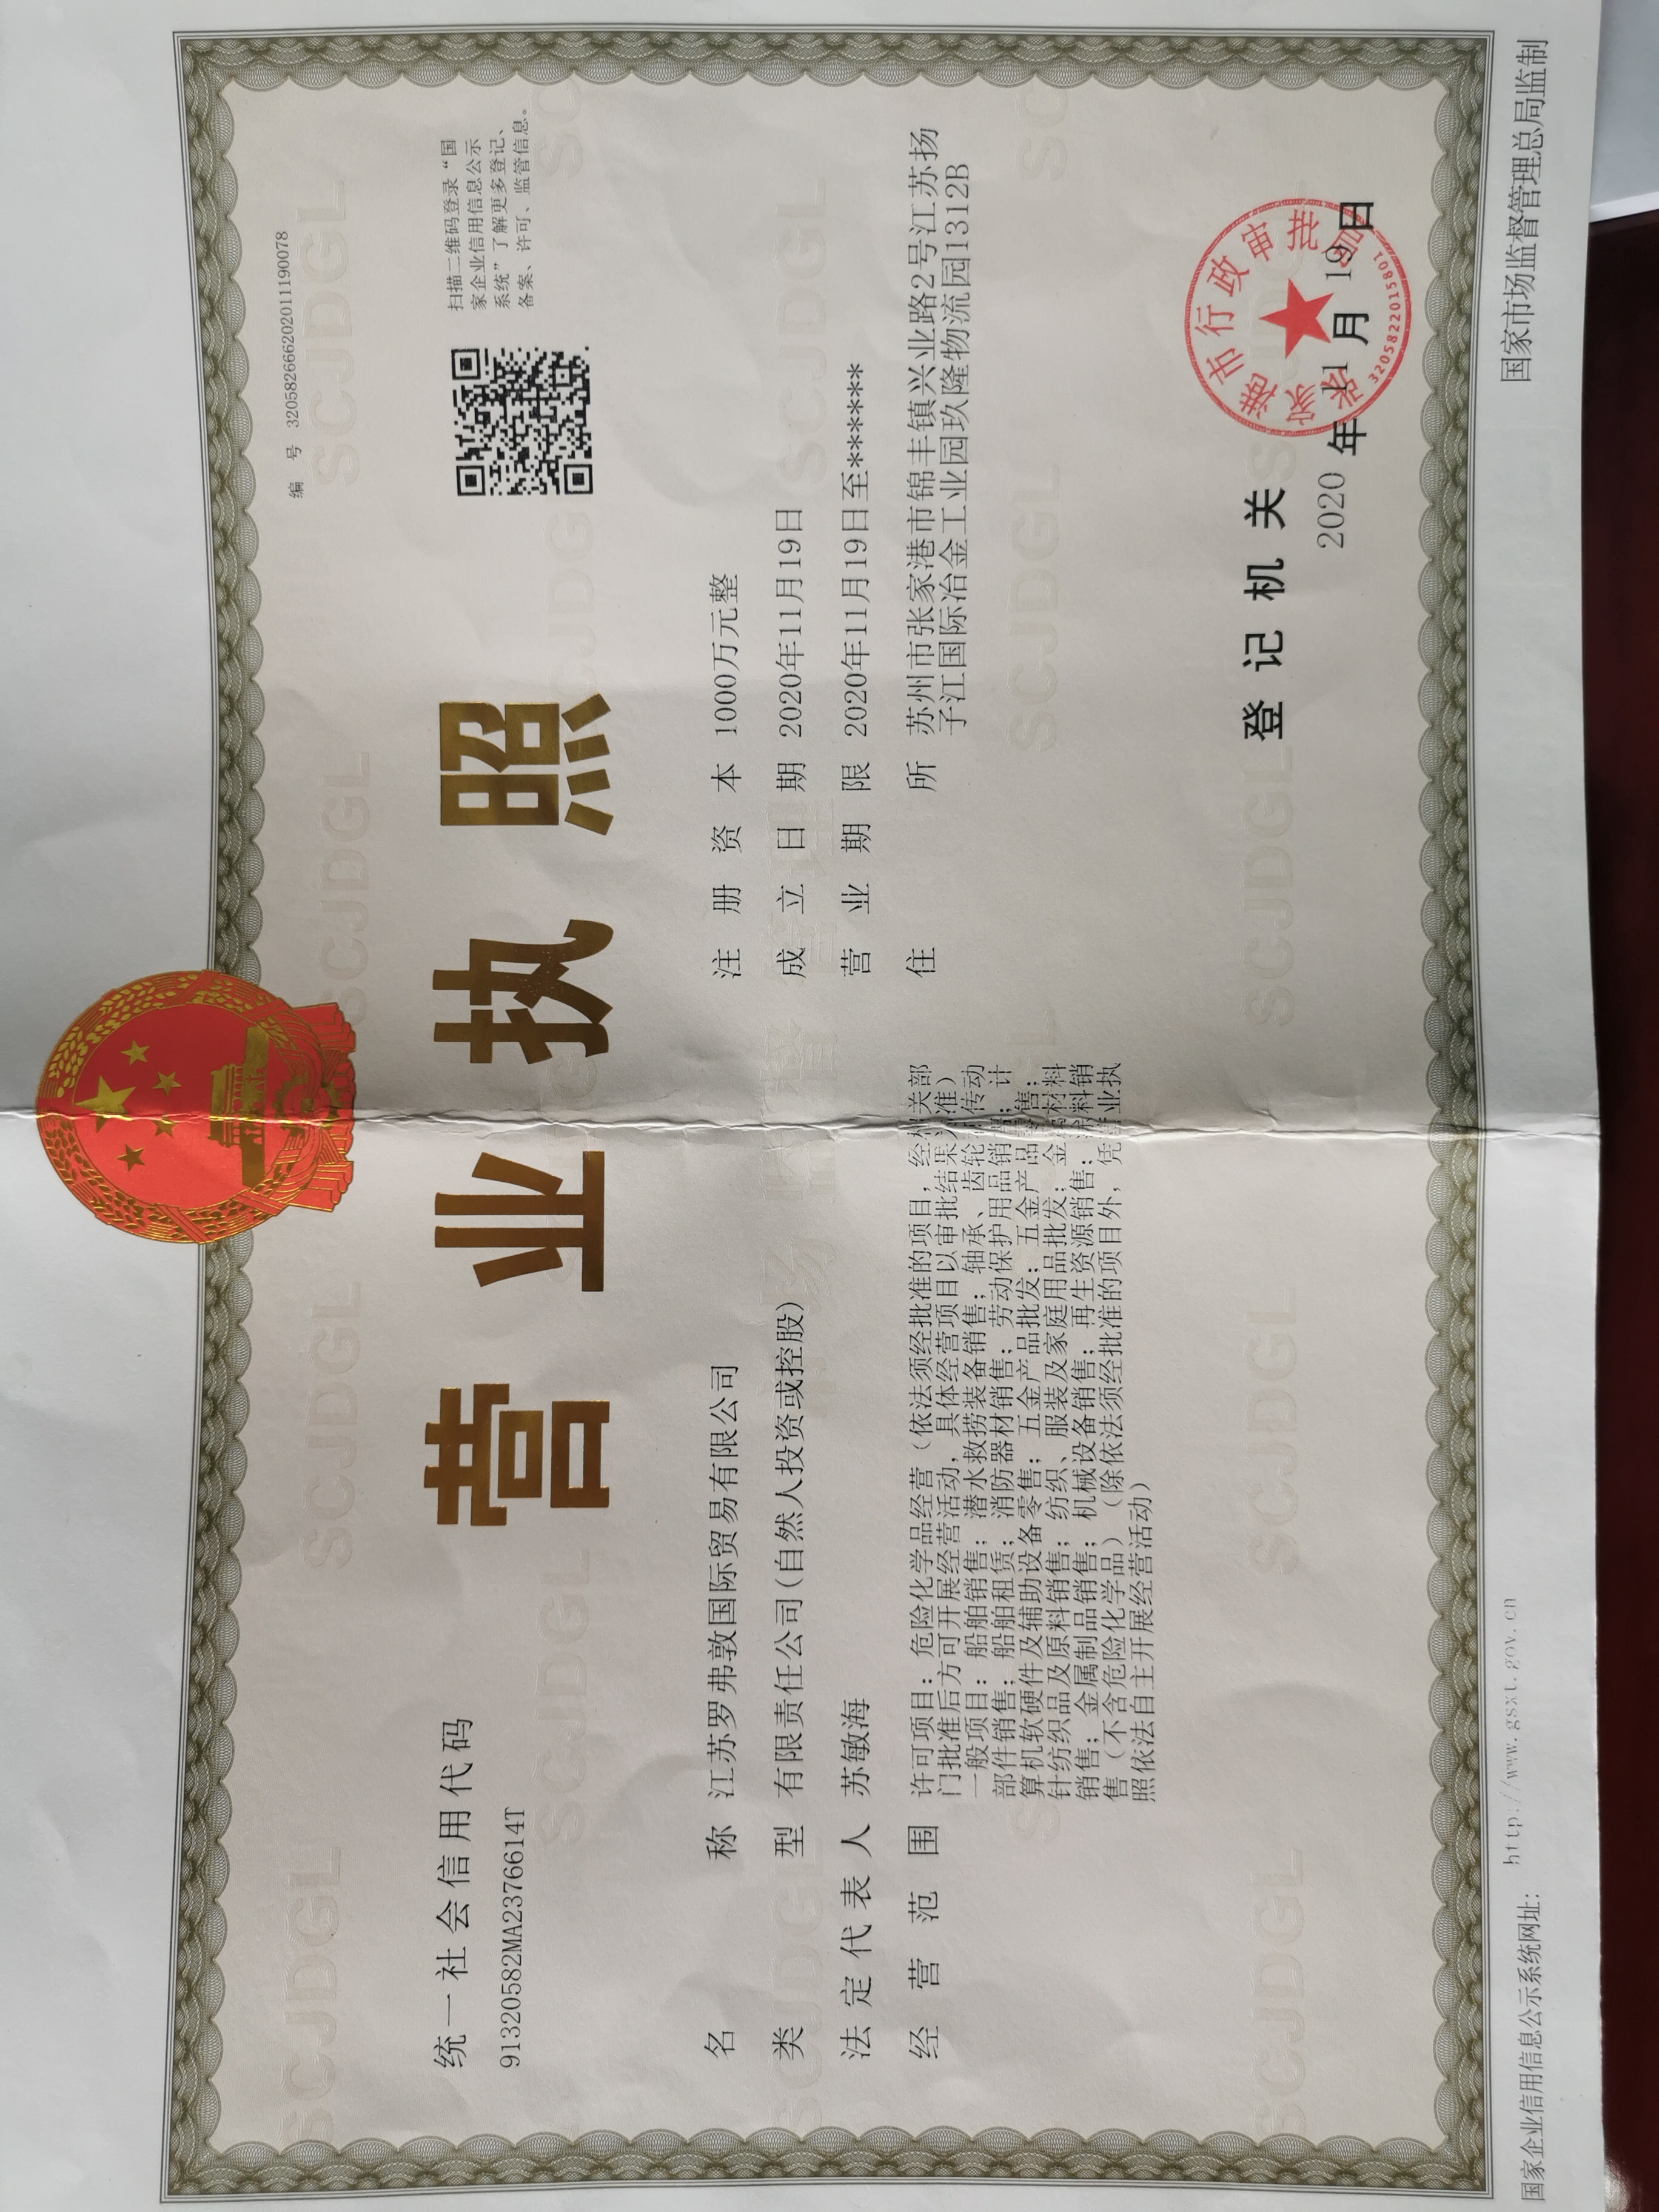 编 号 320582666202011190078
统一社会信用代码
91320582MA2376614T
营业执照
扫描二维码登录“国
家企业信用信息公示
系统”了解更多登记、
备案、许可、监管信息。
名 称 江苏罗弗敦国际贸易有限公司
类 型 有限责任公司(自然人投资或控股)
法定代表人 苏敏海
经营范围 许可项目：危险化学品经营（依法须经批准的项目，经相关部
门批准后方可开展经营活动，具体经营项目以审批结果为准）
一般项目：船舶销售；潜水救捞装备销售；轴承、齿轮和传动
部件销售；船舶租赁；消防器材销售；劳动保护用品销售；计
算机软硬件及辅助设备零售；五金产品批发；五金产品零售；
针纺织品及原料销售；纺织、服装及家庭用品批发；金属材料
销售；金属制品销售；机械设备销售；再生资源销售；涂料销
售（不含危险化学品）（除依法须经批准的项目外，凭营业执
照依法自主开展经营活动）
注册资本 1000万元整
成立日期 2020年11月19日
营业期限 2020年11月19日至******
住 所 苏州市张家港市锦丰镇兴业路2号江苏扬
子江国际冶金工业园玖隆物流园1312B
登记机关
张家港市行政审批局
3205822015801
2020 年 11 月 19 日
国家企业信用信息公示系统网址: http://www.gsxt.gov.cn
国家市场监督管理总局监制
SCJDGL